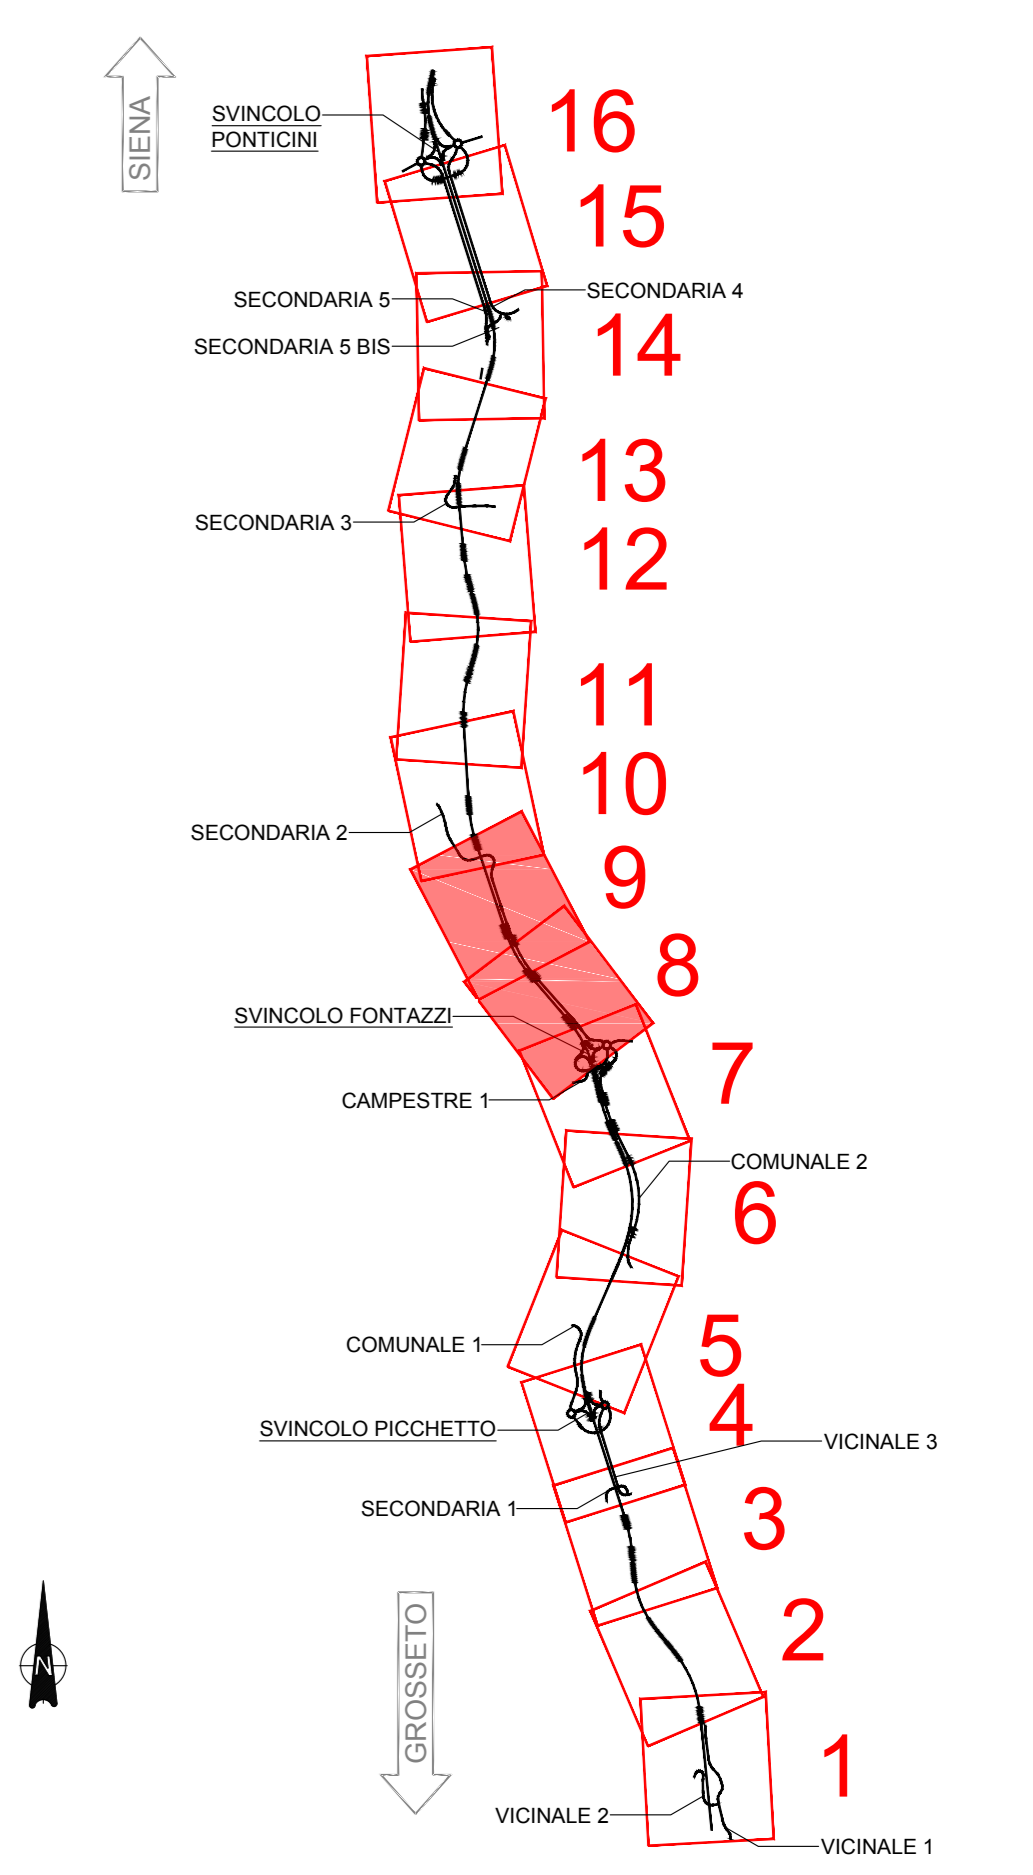 SIENA
SVINCOLO
PONTICINI
16
15
SECONDARIA 5
SECONDARIA 4
SECONDARIA 5 BIS
14
13
SECONDARIA 3
12
11
10
SECONDARIA 2
9
8
SVINCOLO FONTAZZI
7
CAMPESTRE 1
COMUNALE 2
6
COMUNALE 1
5
4
SVINCOLO PICCHETTO
VICINALE 3
SECONDARIA 1
3
2
N
GROSSETO
1
VICINALE 2
VICINALE 1